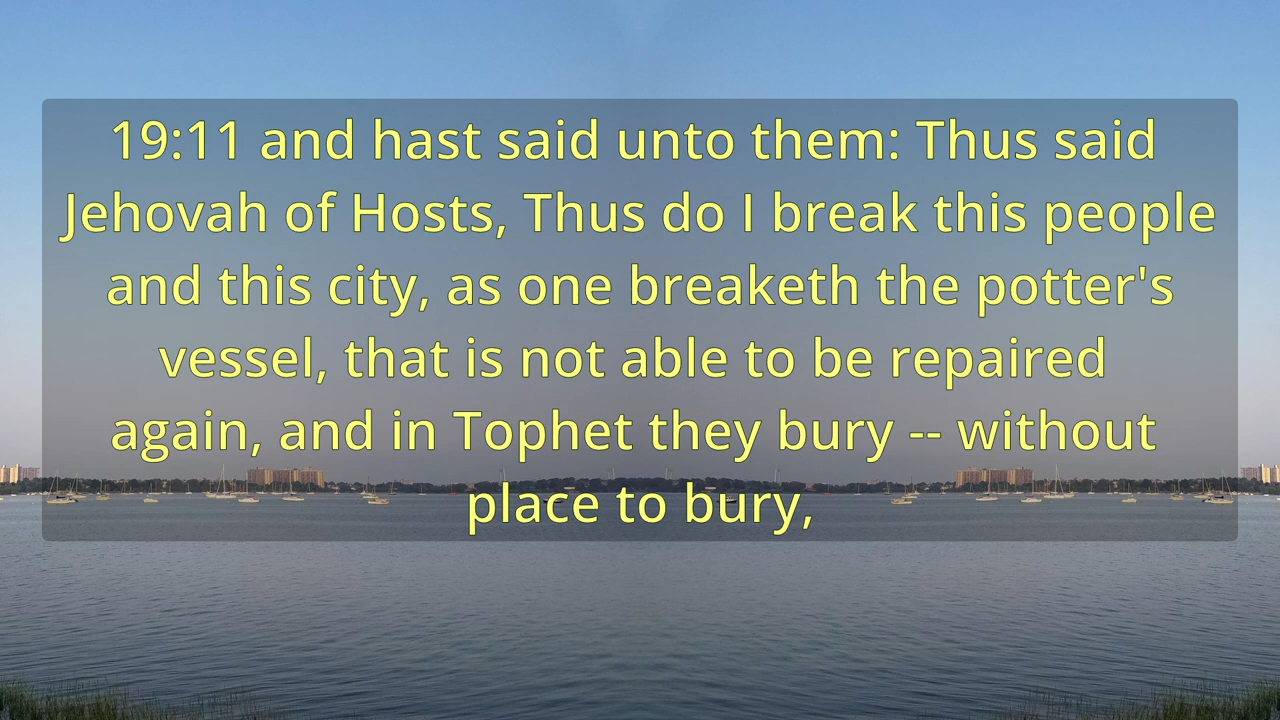 19:11 and hast said unto them: Thus said
Jehovah of Hosts, Thus do I break this people
and this city, as one breaketh the potter's
vessel, that is not able to be repaired
again, and in Tophet they bury -- without
place to bury,